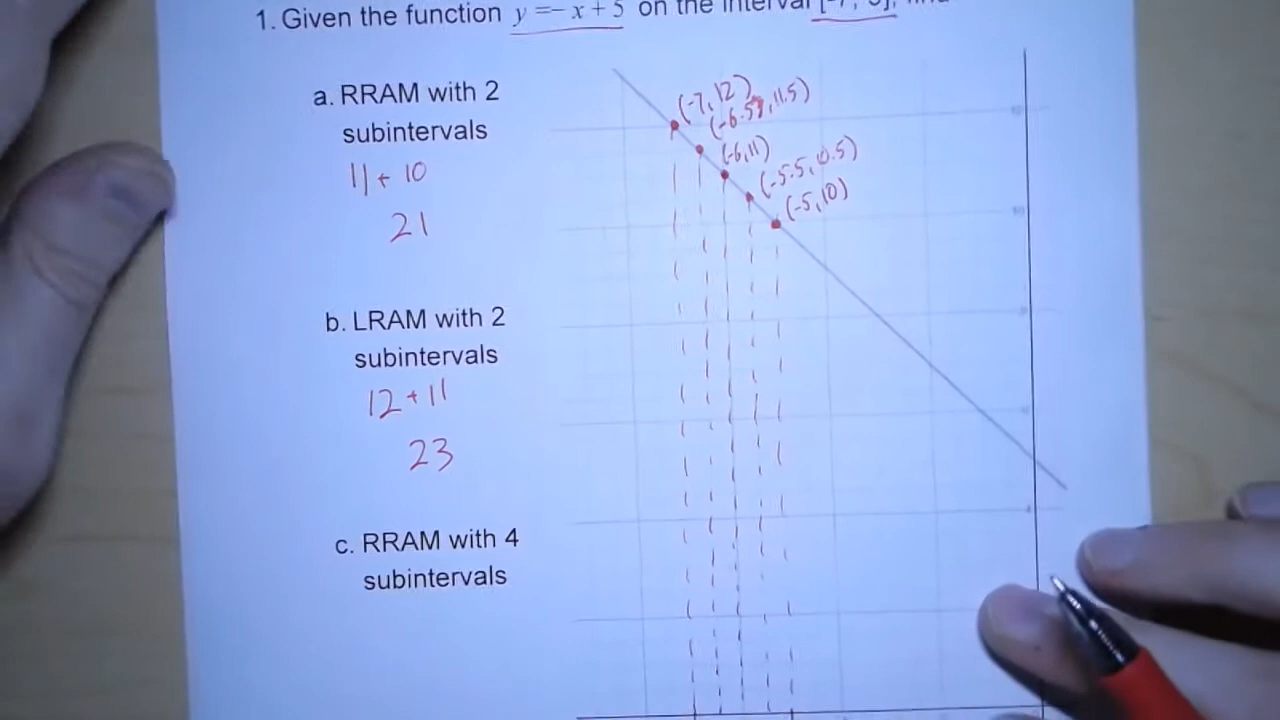 1. Given the function y = - x + 5 on the interval
a. RRAM with 2
subintervals
11 + 10
21
b. LRAM with 2
subintervals
12 + 11
23
c. RRAM with 4
subintervals
(-7, 12)
(-6.5, 11.5)
(-6, 11)
(-5.5, 10.5)
(-5, 10)